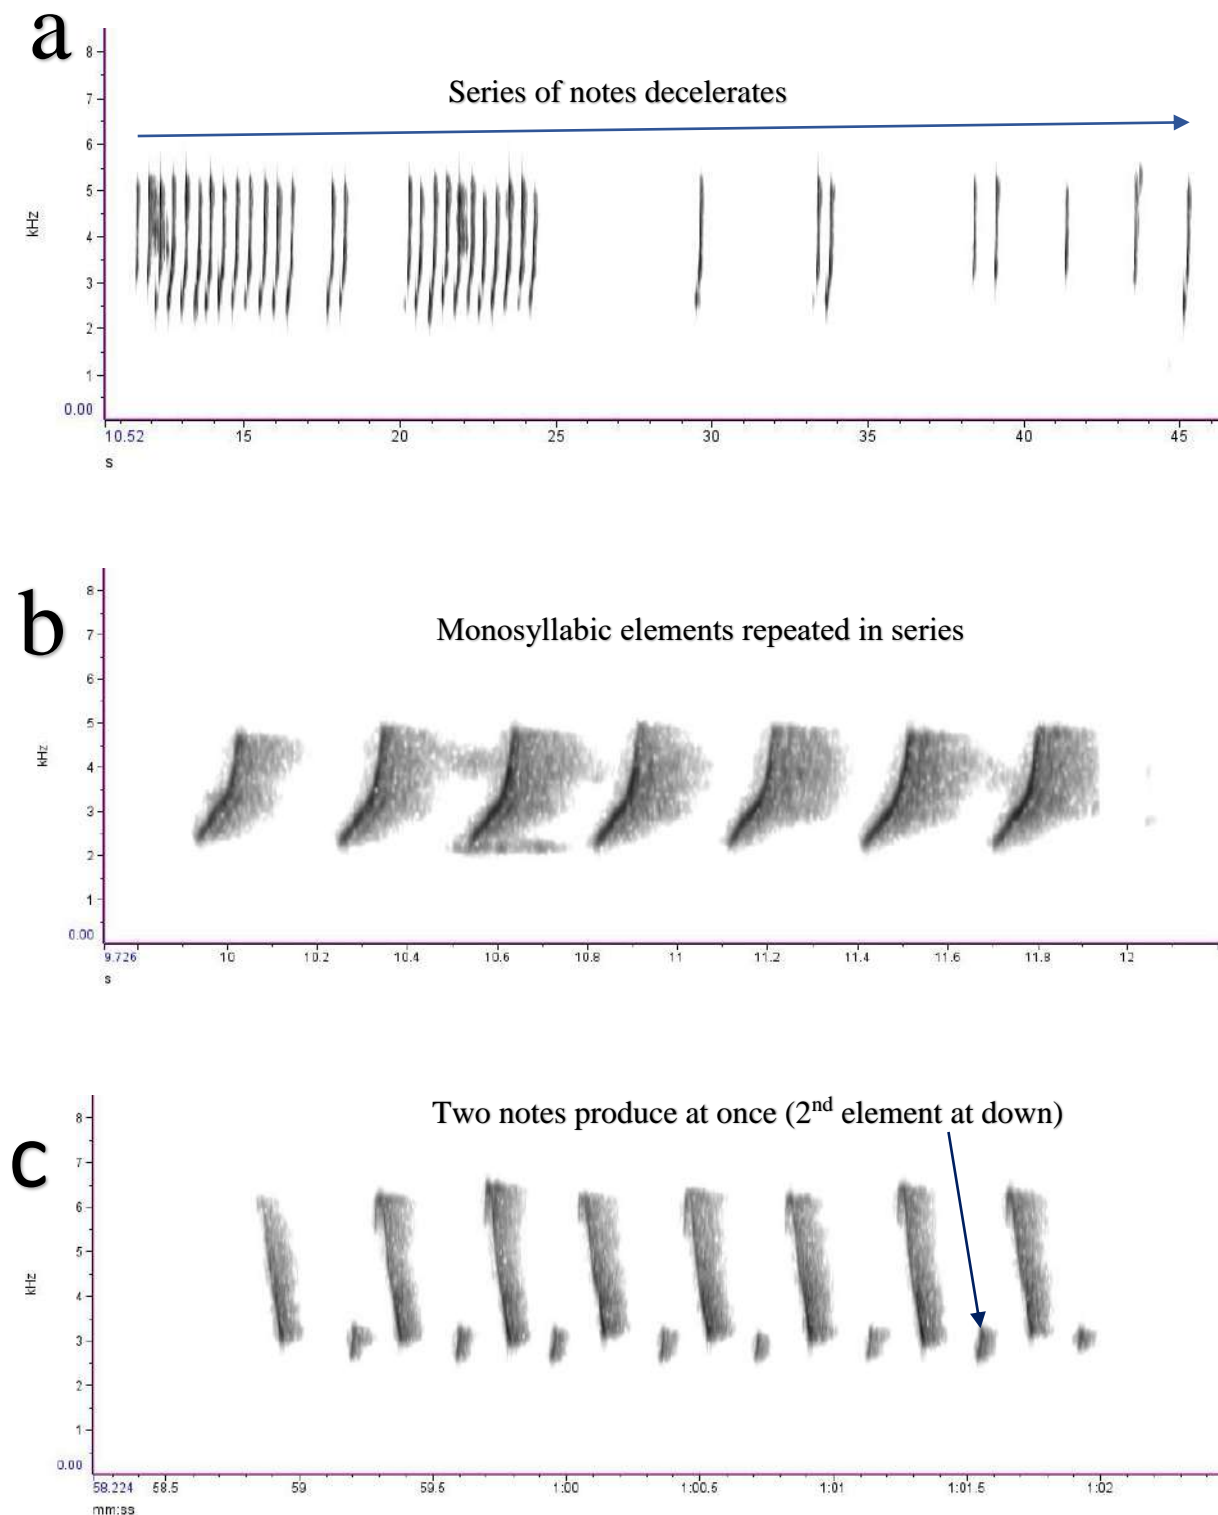 a
Series of notes decelerates
8
7
6
5
4
3
2
1
0.00
kHz
10.52 15 20 25 30 35 40 45
s
b
Monosyllabic elements repeated in series
8
7
6
5
4
3
2
1
0.00
kHz
9.726 10 10.2 10.4 10.6 10.8 11 11.2 11.4 11.6 11.8 12
s
c
Two notes produce at once (2nd element at down)
8
7
6
5
4
3
2
1
0.00
kHz
58.224 58.5 59 59.5 1:00 1:00.5 1:01 1:01.5 1:02
mm:ss